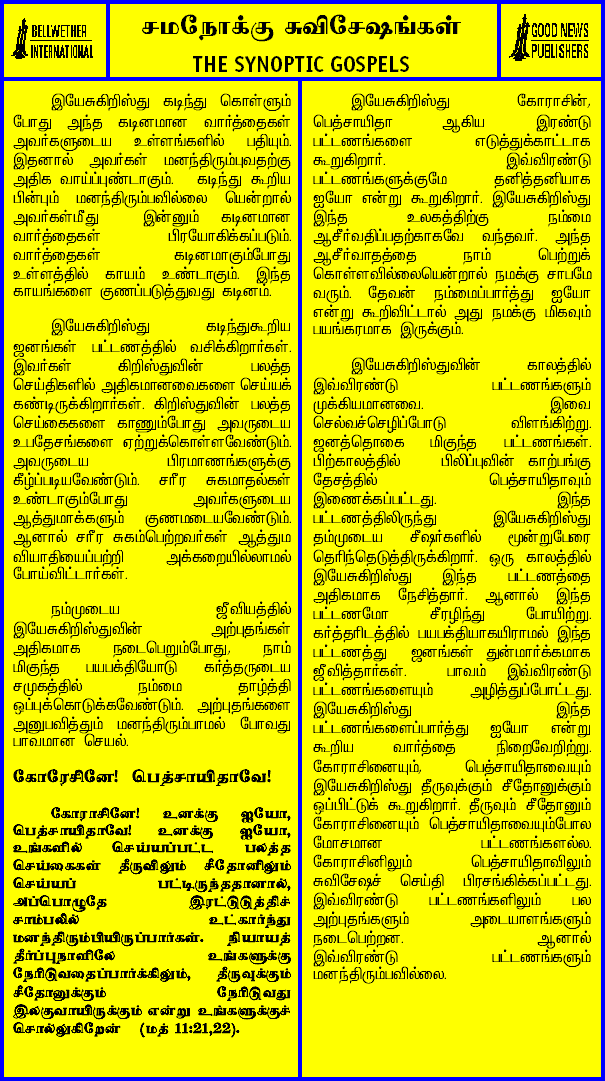 BELLWETHER
INTERNATIONAL
சமநோக்கு சுவிசேஷங்கள்
THE SYNOPTIC GOSPELS
GOOD NEWS
PUBLISHERS
இயேசுகிறிஸ்து கடிந்து கொள்ளும்
போது அந்த கடினமான வார்த்தைகள்
அவர்களுடைய உள்ளங்களில் பதியும்.
இதனால் அவர்கள் மனந்திரும்புவதற்கு
அதிக வாய்ப்புண்டாகும். கடிந்து கூறிய
பின்பும் மனந்திரும்பவில்லை யென்றால்
அவர்கள்மீது இன்னும் கடினமான
வார்த்தைகள் பிரயோகிக்கப்படும்.
வார்த்தைகள் கடினமாகும்போது
உள்ளத்தில் காயம் உண்டாகும். இந்த
காயங்களை குணப்படுத்துவது கடினம்.
இயேசுகிறிஸ்து கடிந்துகூறிய
ஜனங்கள் பட்டணத்தில் வசிக்கிறார்கள்.
இவர்கள் கிறிஸ்துவின் பலத்த
செய்திகளில் அதிகமானவைகளை செய்யக்
கண்டிருக்கிறார்கள். கிறிஸ்துவின் பலத்த
செய்கைகளை காணும்போது அவருடைய
உபதேசங்களை ஏற்றுக்கொள்ளவேண்டும்.
அவருடைய பிரமாணங்களுக்கு
கீழ்ப்படியவேண்டும். சரீர சுகமாதல்கள்
உண்டாகும்போது அவர்களுடைய
ஆத்துமாக்களும் குணமடையவேண்டும்.
ஆனால் சரீர சுகம்பெற்றவர்கள் ஆத்தும
வியாதியைப்பற்றி அக்கறையில்லாமல்
போய்விட்டார்கள்.
நம்முடைய ஜீவியத்தில்
இயேசுகிறிஸ்துவின் அற்புதங்கள்
அதிகமாக நடைபெறும்போது, நாம்
மிகுந்த பயபக்தியோடு கர்த்தருடைய
சமுகத்தில் நம்மை தாழ்த்தி
ஒப்புக்கொடுக்கவேண்டும். அற்புதங்களை
அனுபவித்தும் மனந்திரும்பாமல் போவது
பாவமான செயல்.
கோரேசினே! பெத்சாயிதாவே!
கோராசினே! உனக்கு ஐயோ,
பெத்சாயிதாவே! உனக்கு ஐயோ,
உங்களில் செய்யப்பட்ட பலத்த
செய்கைகள் தீருவிலும் சீதோனிலும்
செய்யப் பட்டிருந்ததானால்,
அப்பொழுதே இரட்டுடுத்திச்
சாம்பலில் உட்கார்ந்து
மனந்திரும்பியிருப்பார்கள். நியாயத்
தீர்ப்புநாளிலே உங்களுக்கு
நேரிடுவதைப்பார்க்கிலும், தீருவுக்கும்
சீதோனுக்கும் நேரிடுவது
இலகுவாயிருக்கும் என்று உங்களுக்குச்
சொல்லுகிறேன் (மத் 11:21,22).
இயேசுகிறிஸ்து கோராசின்,
பெத்சாயிதா ஆகிய இரண்டு
பட்டணங்களை எடுத்துக்காட்டாக
கூறுகிறார். இவ்விரண்டு
பட்டணங்களுக்குமே தனித்தனியாக
ஐயோ என்று கூறுகிறார். இயேசுகிறிஸ்து
இந்த உலகத்திற்கு நம்மை
ஆசீர்வதிப்பதற்காகவே வந்தவர். அந்த
ஆசீர்வாதத்தை நாம் பெற்றுக்
கொள்ளவில்லையென்றால் நமக்கு சாபமே
வரும். தேவன் நம்மைப்பார்த்து ஐயோ
என்று கூறிவிட்டால் அது நமக்கு மிகவும்
பயங்கரமாக இருக்கும்.
இயேசுகிறிஸ்துவின் காலத்தில்
இவ்விரண்டு பட்டணங்களும்
முக்கியமானவை. இவை
செல்வச்செழிப்போடு விளங்கிற்று.
ஜனத்தொகை மிகுந்த பட்டணங்கள்.
பிற்காலத்தில் பிலிப்புவின் காற்பங்கு
தேசத்தில் பெத்சாயிதாவும்
இணைக்கப்பட்டது. இந்த
பட்டணத்திலிருந்து இயேசுகிறிஸ்து
தம்முடைய சீஷர்களில் மூன்றுபேரை
தெரிந்தெடுத்திருக்கிறார். ஒரு காலத்தில்
இயேசுகிறிஸ்து இந்த பட்டணத்தை
அதிகமாக நேசித்தார். ஆனால் இந்த
பட்டணமோ சீரழிந்து போயிற்று.
கர்த்தரிடத்தில் பயபக்தியாகயிராமல் இந்த
பட்டணத்து ஜனங்கள் துன்மார்க்கமாக
ஜீவித்தார்கள். பாவம் இவ்விரண்டு
பட்டணங்களையும் அழித்துப்போட்டது.
இயேசுகிறிஸ்து இந்த
பட்டணங்களைப்பார்த்து ஐயோ என்று
கூறிய வார்த்தை நிறைவேறிற்று.
கோராசினையும், பெத்சாயிதாவையும்
இயேசுகிறிஸ்து தீருவுக்கும் சீதோனுக்கும்
ஒப்பிட்டுக் கூறுகிறார். தீருவும் சீதோனும்
கோராசினையும் பெத்சாயிதாவையும்போல
மோசமான பட்டணங்களல்ல.
கோராசினிலும் பெத்சாயிதாவிலும்
சுவிசேஷச் செய்தி பிரசங்கிக்கப்பட்டது.
இவ்விரண்டு பட்டணங்களிலும் பல
அற்புதங்களும் அடையாளங்களும்
நடைபெற்றன. ஆனால்
இவ்விரண்டு பட்டணங்களும்
மனந்திரும்பவில்லை.